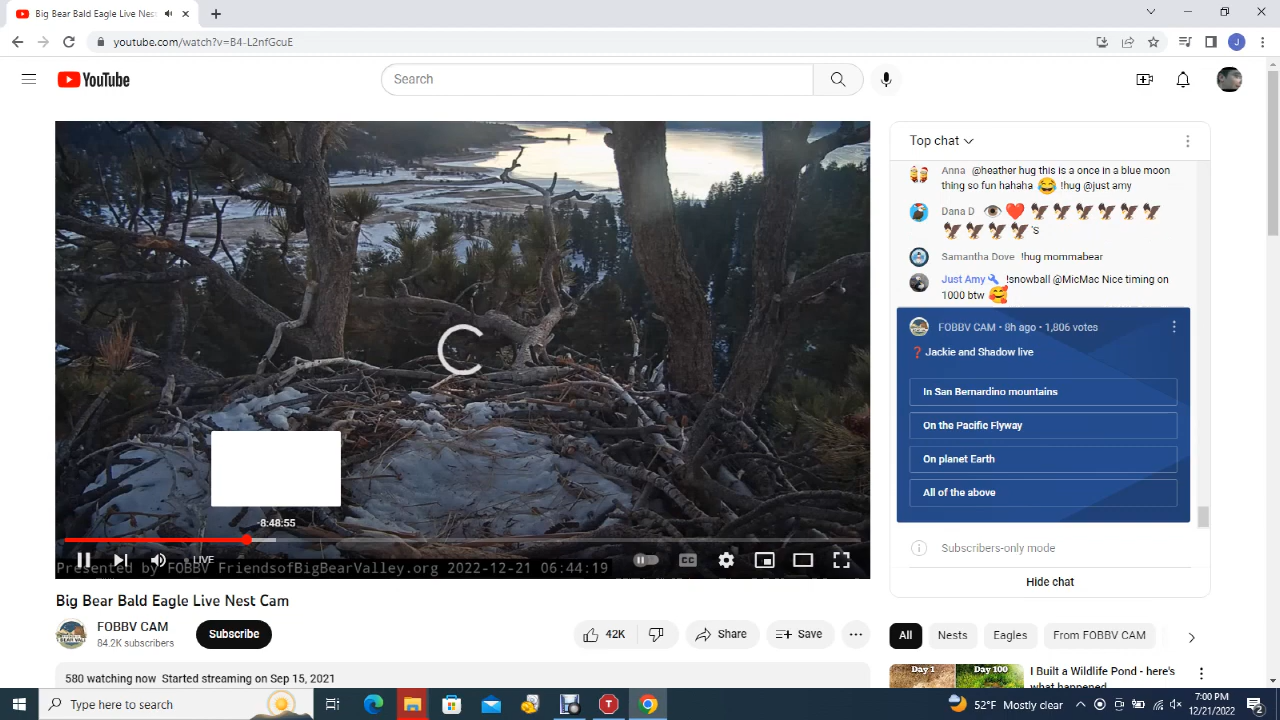 Big Bear Bald Eagle Live Nest
youtube.com/watch?v=B4-L2nfGcuE
J
YouTube
Search
Top chat
Anna @heather hug this is a once in a blue moon
thing so fun hahaha 😂 !hug @just amy
Dana D 👁❤🦅🦅🦅🦅🦅🦅
🦅🦅🦅🦅's
Samantha Dove !hug mommabear
Just Amy !snowball @MicMac Nice timing on
1000 btw 🥰
FOBBV CAM • 8h ago • 1,806 votes
❓Jackie and Shadow live
In San Bernardino mountains
On the Pacific Flyway
On planet Earth
All of the above
Subscribers-only mode
Hide chat
-8:48:55
LIVE
CC
Presented by FOBBV FriendsofBigBearValley.org 2022-12-21 06:44:19
Big Bear Bald Eagle Live Nest Cam
FOBBV CAM
84.2K subscribers
Subscribe
42K
Share
Save
580 watching now Started streaming on Sep 15, 2021
All
Nests
Eagles
From FOBBV CAM
Day 1
Day 100
I Built a Wildlife Pond - here's
what happened
Type here to search
T
52°F Mostly clear
7:00 PM
12/21/2022
2